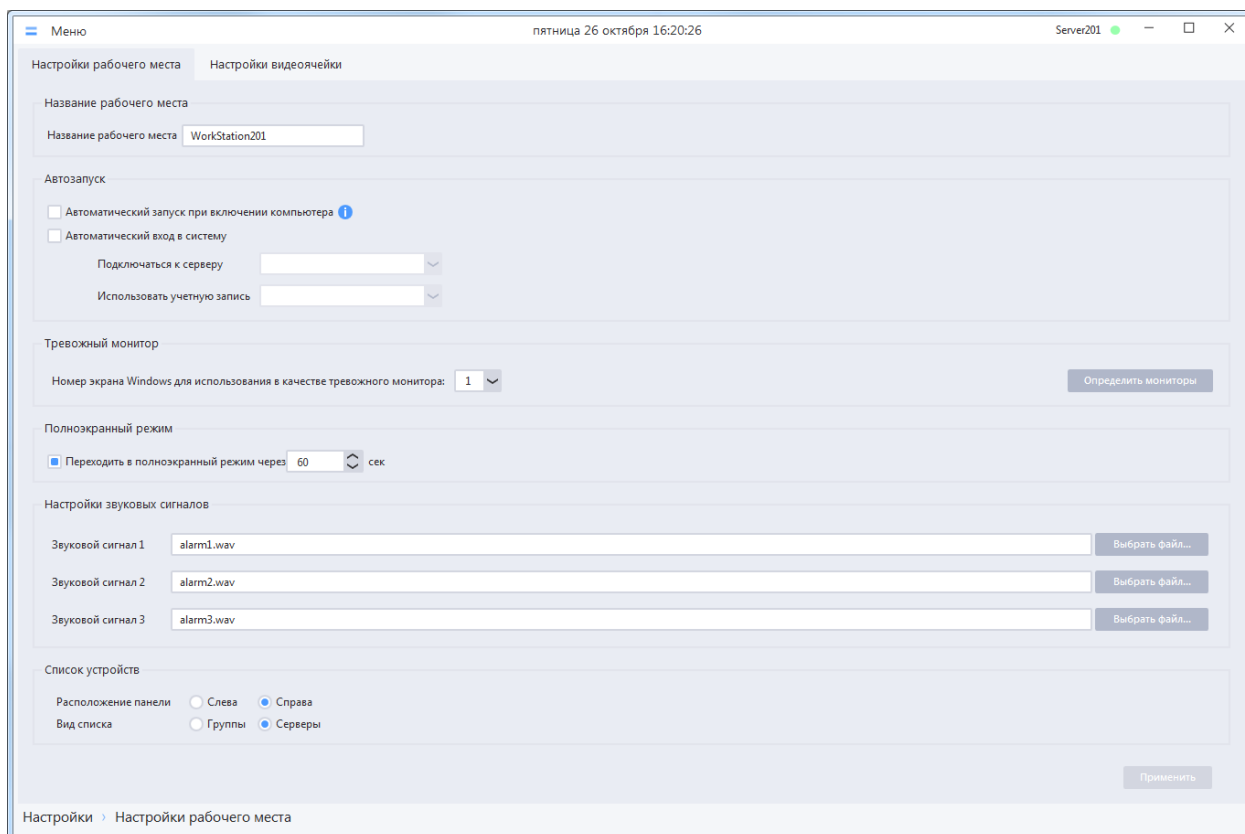 Меню пятница 26 октября 16:20:26 Server201
Настройки рабочего места Настройки видеоячейки
Название рабочего места
Название рабочего места WorkStation201
Автозапуск
Автоматический запуск при включении компьютера
Автоматический вход в систему
Подключаться к серверу
Использовать учетную запись
Тревожный монитор
Номер экрана Windows для использования в качестве тревожного монитора: 1 Определить мониторы
Полноэкранный режим
Переходить в полноэкранный режим через 60 сек
Настройки звуковых сигналов
Звуковой сигнал 1 alarm1.wav Выбрать файл...
Звуковой сигнал 2 alarm2.wav Выбрать файл...
Звуковой сигнал 3 alarm3.wav Выбрать файл...
Список устройств
Расположение панели Слева Справа
Вид списка Группы Серверы
Применить
Настройки › Настройки рабочего места